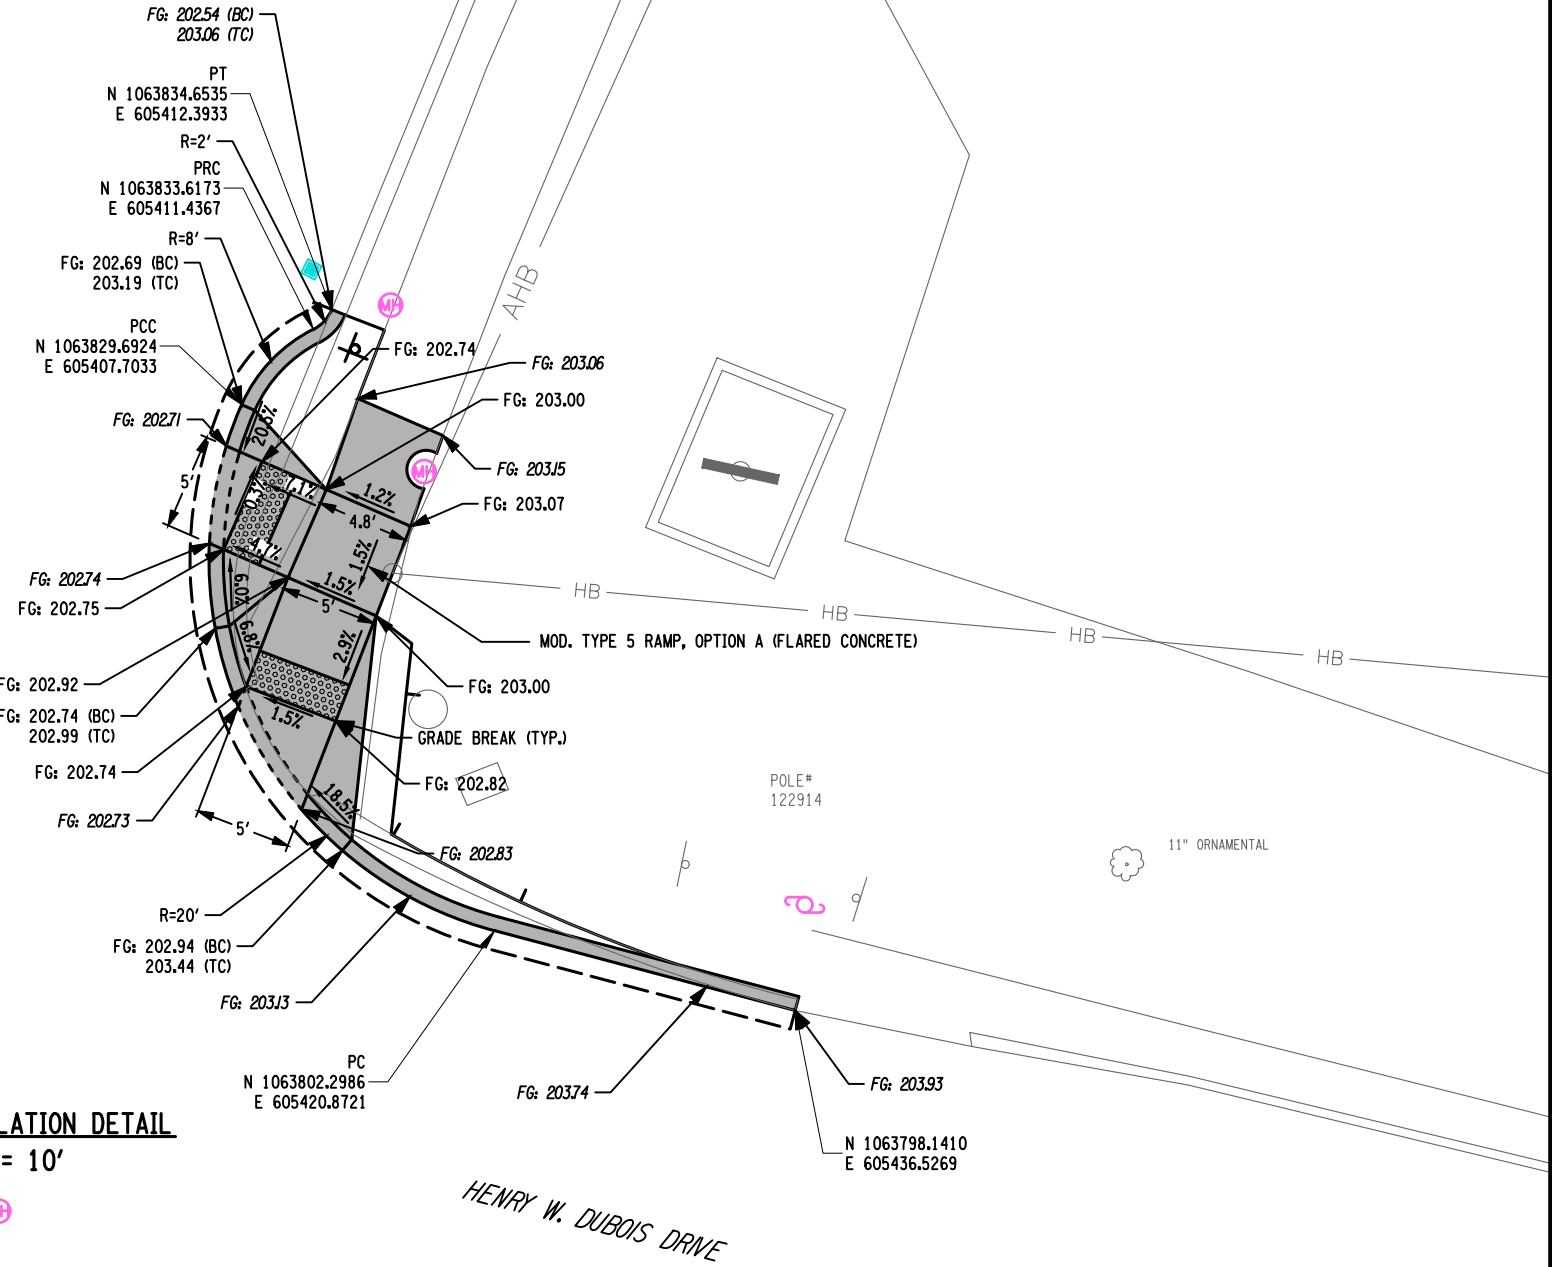 FG: 202.54 (BC)
203.06 (TC)
PT
N 1063834.6535
E 605412.3933
R=2'
PRC
N 1063833.6173
E 605411.4367
R=8'
FG: 202.69 (BC)
203.19 (TC)
PCC
N 1063829.6924
E 605407.7033
FG: 202.71
5'
FG: 202.74
FG: 202.75
FG: 202.92
FG: 202.74 (BC)
202.99 (TC)
FG: 202.74
FG: 202.73
5'
R=20'
FG: 202.94 (BC)
203.44 (TC)
FG: 203.13
PC
N 1063802.2986
E 605420.8721
MH
AHB
FG: 202.74
FG: 203.06
FG: 203.00
MH
FG: 203.15
FG: 203.07
20.5%
1.2%
4.8'
4.7%
1.5%
1.5%
5'
6.0%
6.8%
2.9%
1.5%
18.5%
HB
HB
HB
HB
MOD. TYPE 5 RAMP, OPTION A (FLARED CONCRETE)
FG: 203.00
GRADE BREAK (TYP.)
FG: 202.82
FG: 202.83
POLE#
122914
11" ORNAMENTAL
FG: 203.74
FG: 203.93
N 1063798.1410
E 605436.5269
LATION DETAIL
= 10'
HENRY W. DUBOIS DRIVE